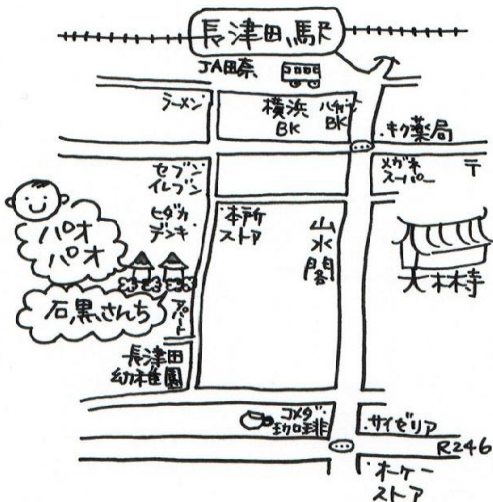 長津田駅
JA田奈
ラーメン
横浜
BK
ハヤシ
BK
キク薬局
メガネ
スーパー
〒
セブン
イレブン
ヒダカ
デンキ
本所
ストア
山水
閣
大林寺
パオ
パオ
石黒さんち
アパート
長津田
幼稚園
コメダ
珈琲
サイゼリア
R246
オーケー
ストア